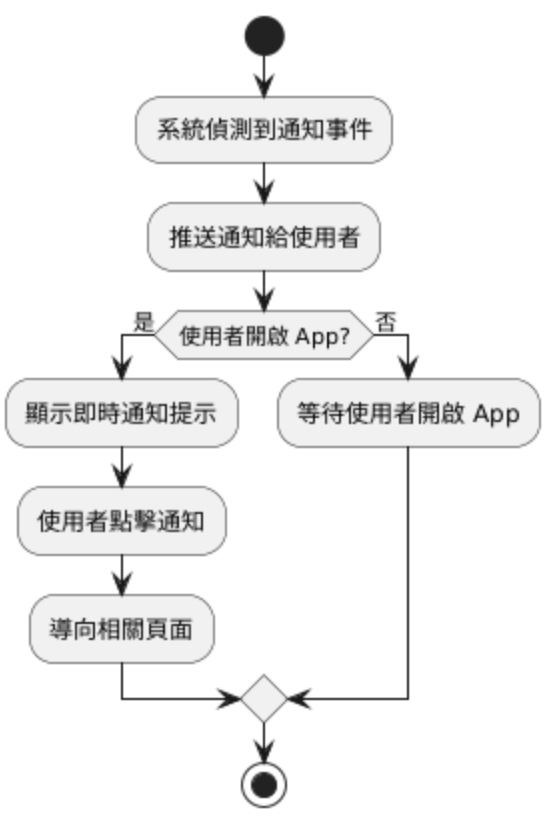 系統偵測到通知事件
推送通知給使用者
是
使用者開啟 App?
否
顯示即時通知提示
等待使用者開啟 App
使用者點擊通知
導向相關頁面